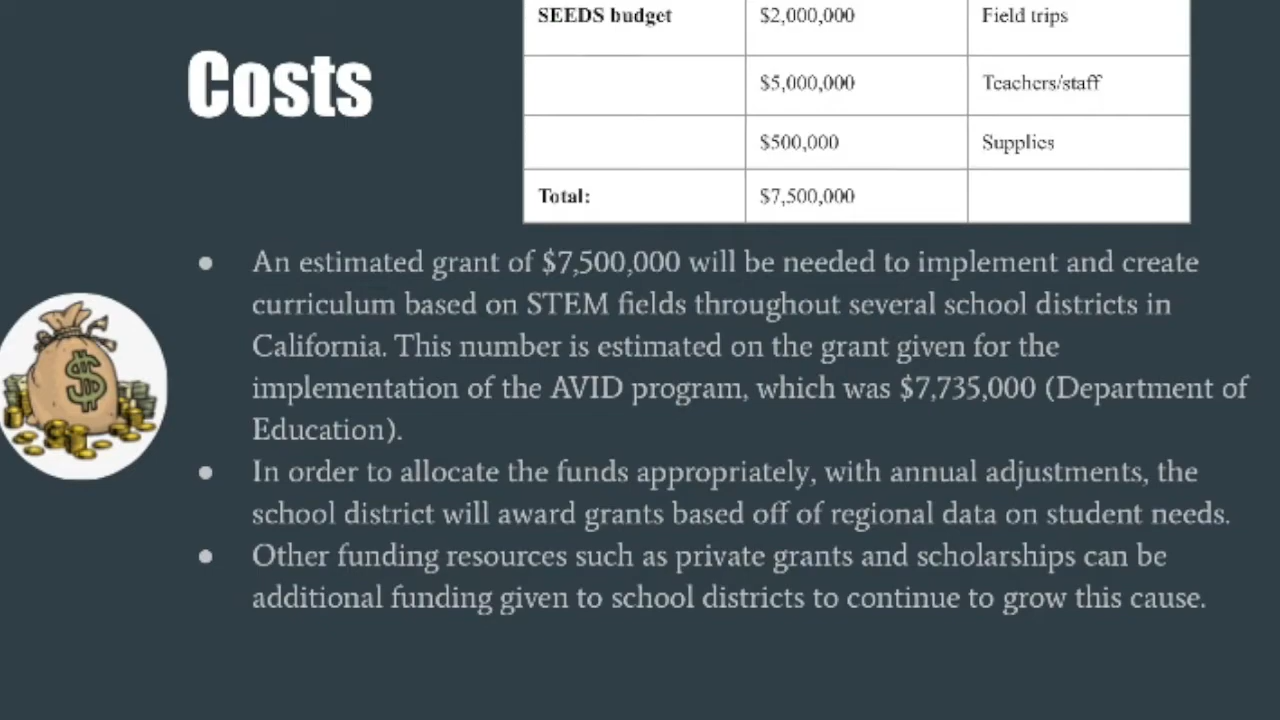 Costs
SEEDS budget $2,000,000 Field trips
$5,000,000 Teachers/staff
$500,000 Supplies
Total: $7,500,000
● An estimated grant of $7,500,000 will be needed to implement and create
curriculum based on STEM fields throughout several school districts in
California. This number is estimated on the grant given for the
implementation of the AVID program, which was $7,735,000 (Department of
Education).
● In order to allocate the funds appropriately, with annual adjustments, the
school district will award grants based off of regional data on student needs.
● Other funding resources such as private grants and scholarships can be
additional funding given to school districts to continue to grow this cause.
$